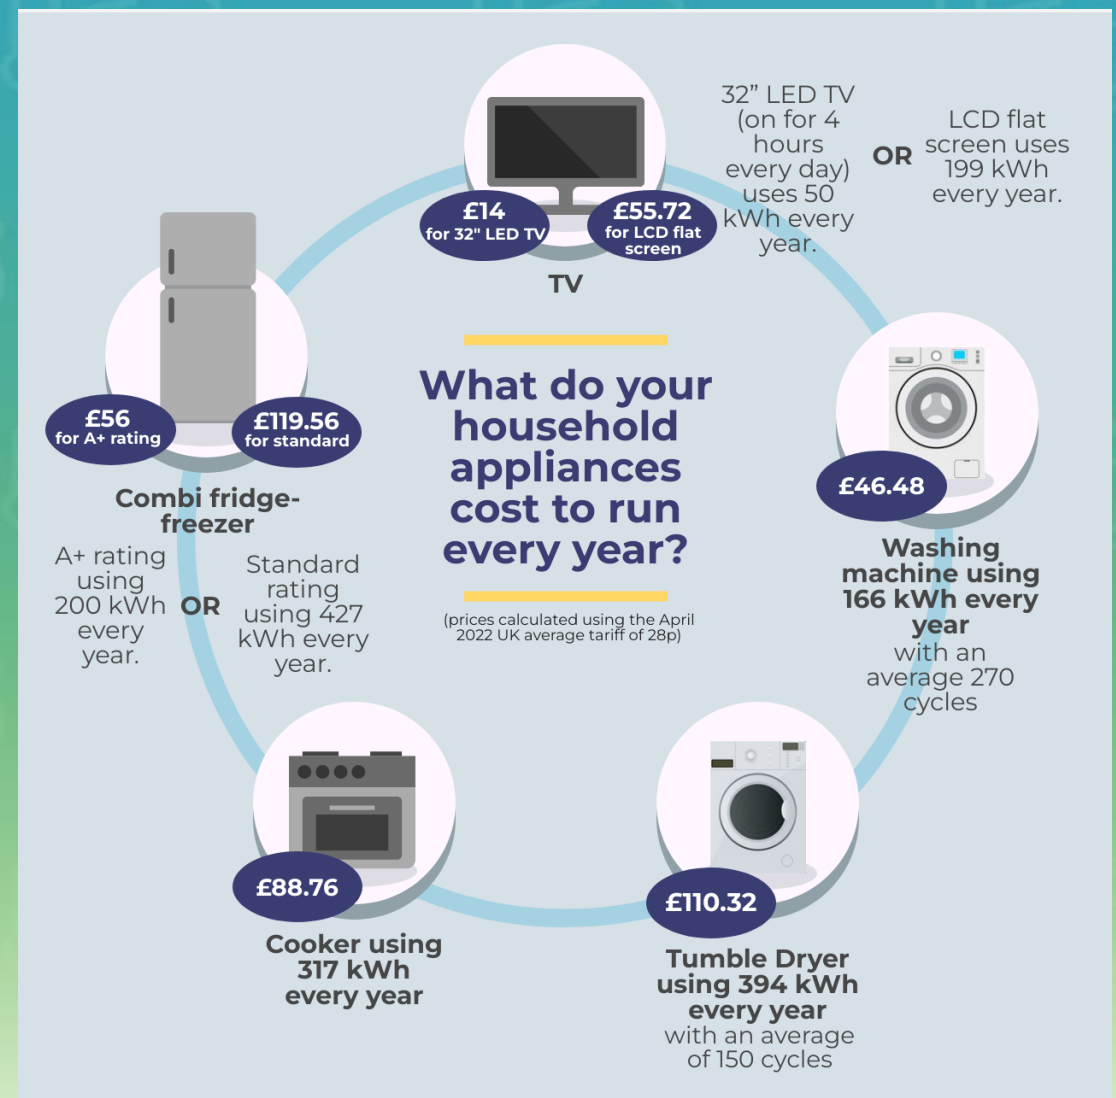 £14
for 32" LED TV
£55.72
for LCD flat
screen
TV
32” LED TV
(on for 4
hours
every day)
uses 50
kWh every
year.
OR
LCD flat
screen uses
199 kWh
every year.
£56
for A+ rating
£119.56
for standard
Combi fridge-
freezer
A+ rating
using
200 kWh
every
year.
OR
Standard
rating
using 427
kWh every
year.
What do your
household
appliances
cost to run
every year?
(prices calculated using the April
2022 UK average tariff of 28p)
£46.48
Washing
machine using
166 kWh every
year
with an
average 270
cycles
£88.76
Cooker using
317 kWh
every year
£110.32
Tumble Dryer
using 394 kWh
every year
with an average
of 150 cycles